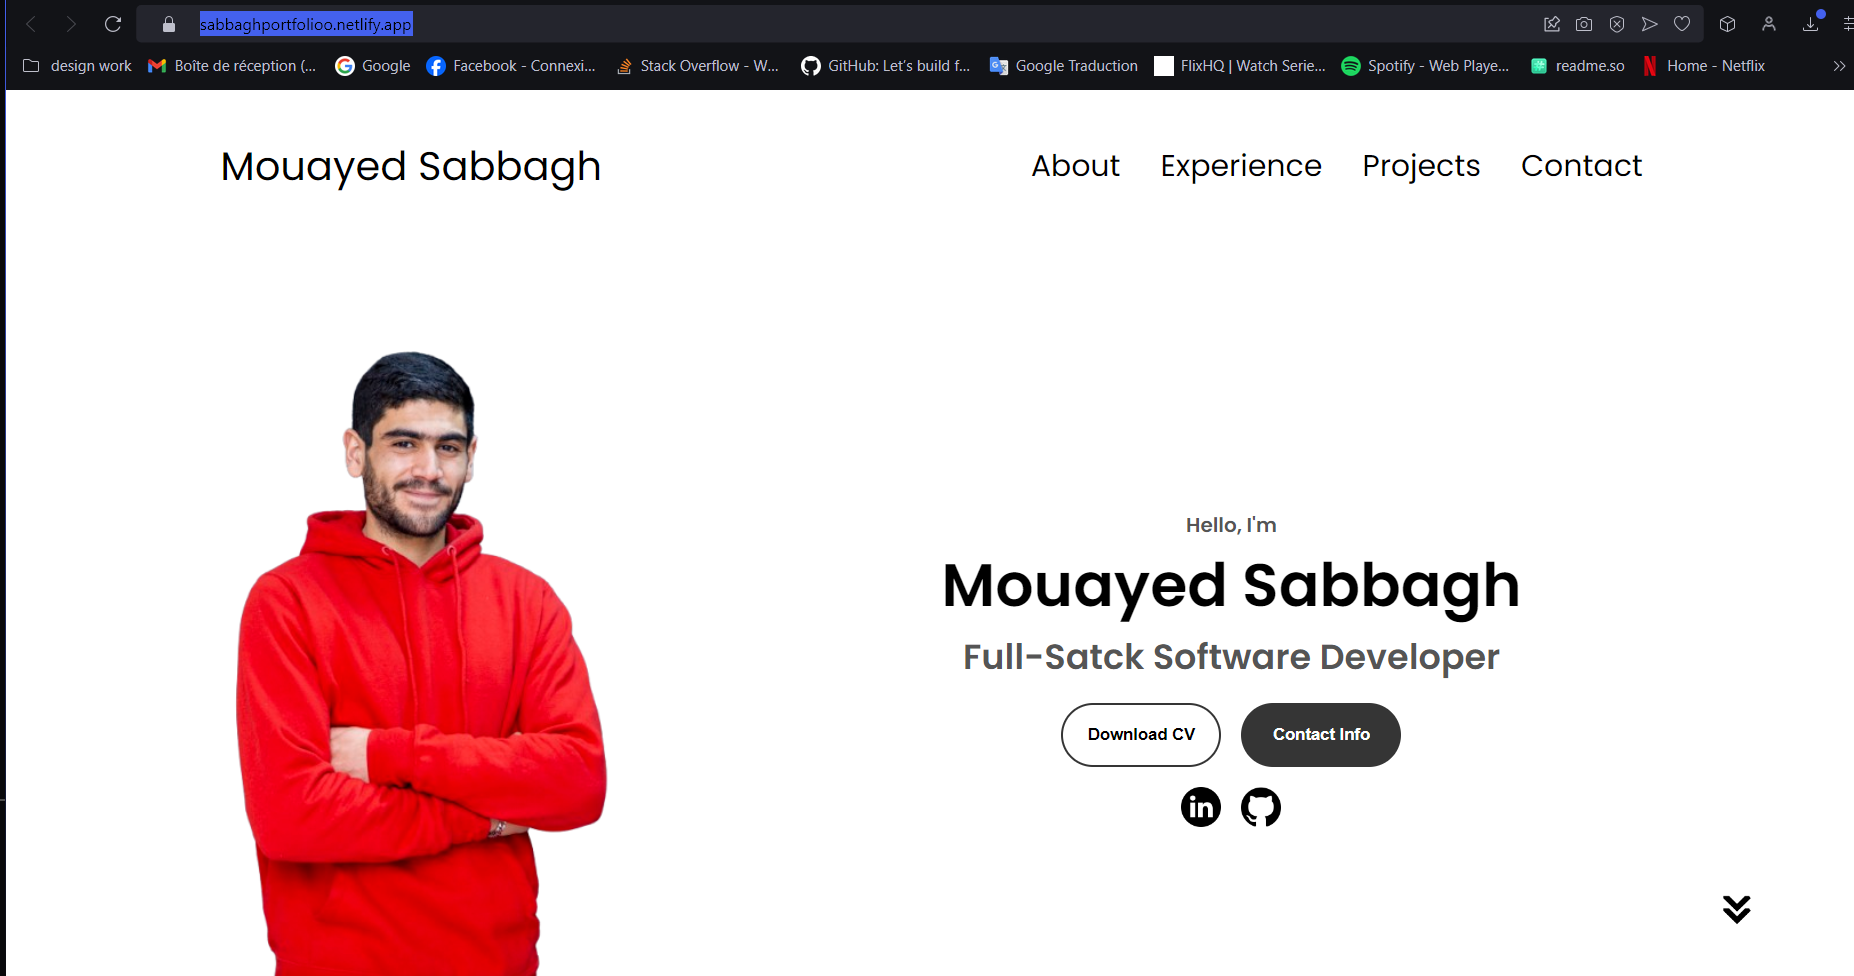 sabbaghportfolioo.netlify.app
design work
Boîte de réception (...
Google
Facebook - Connexi...
Stack Overflow - W...
GitHub: Let's build f...
Google Traduction
FlixHQ | Watch Serie...
Spotify - Web Playe...
readme.so
Home - Netflix
Mouayed Sabbagh
About
Experience
Projects
Contact
Hello, I'm
Mouayed Sabbagh
Full-Satck Software Developer
Download CV
Contact Info
in